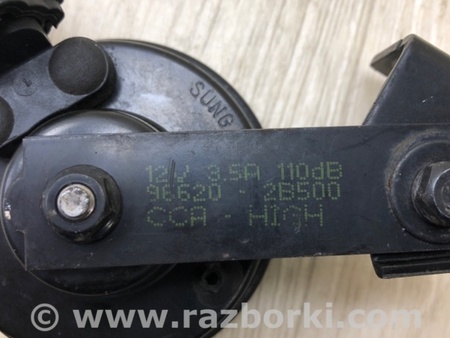 SUNG
12V 3.5A 110dB
96620 - 2B500
CCA - HIGH
© www.razborki.com